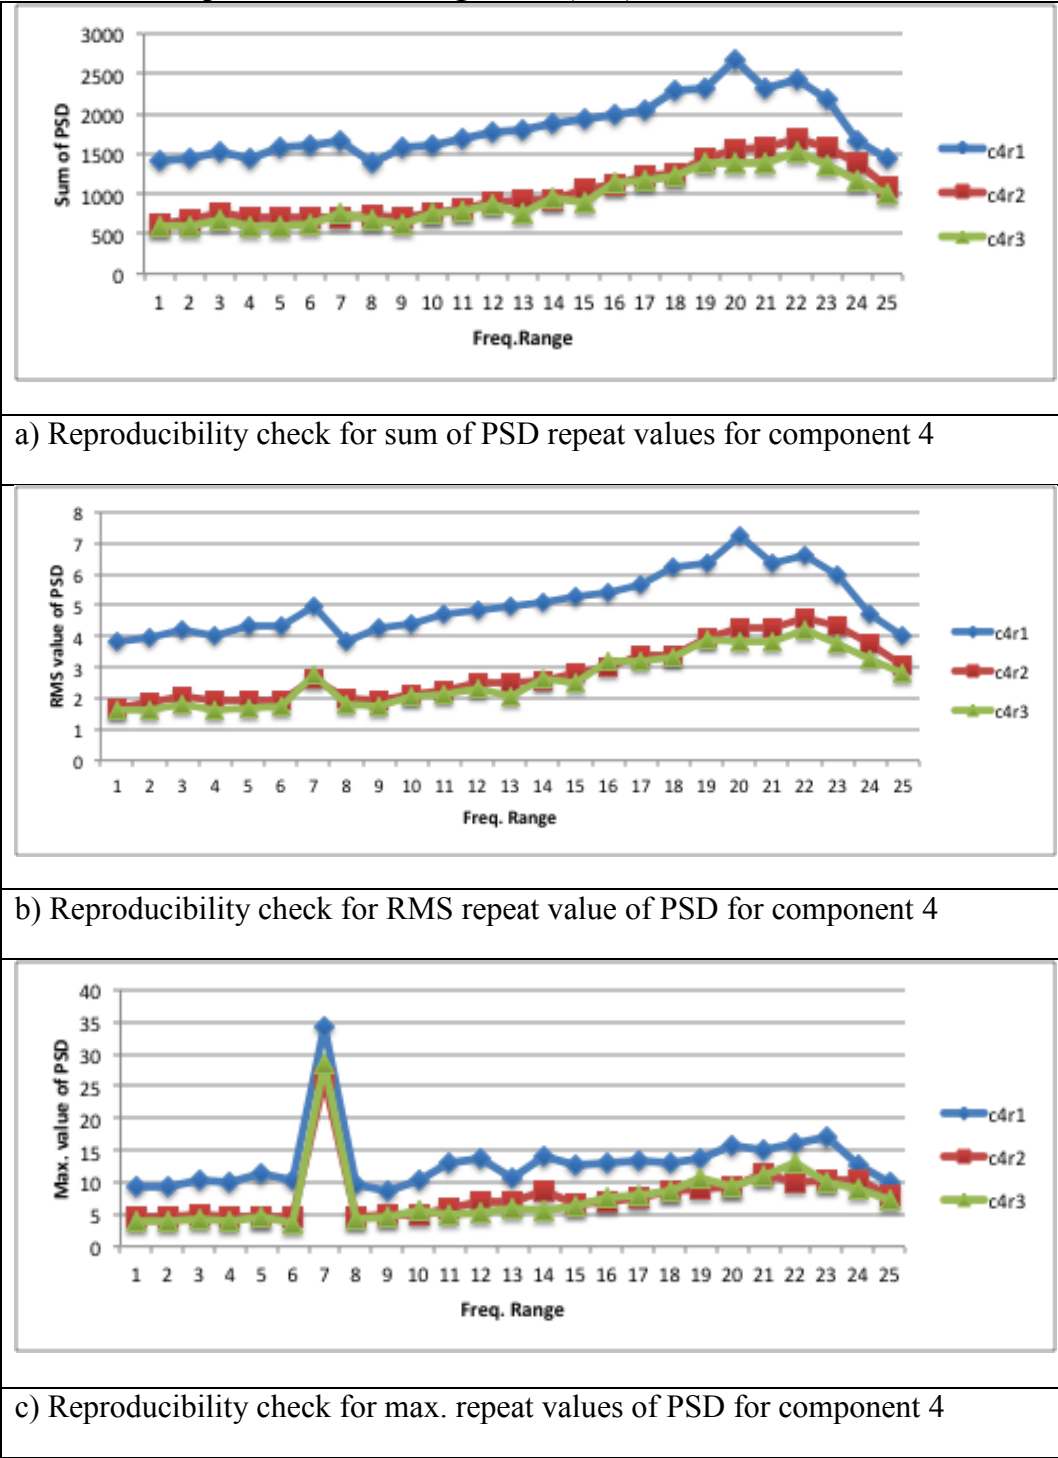 3000
2500
2000
1500
1000
500
0
Sum of PSD
1 2 3 4 5 6 7 8 9 10 11 12 13 14 15 16 17 18 19 20 21 22 23 24 25
Freq.Range
c4r1
c4r2
c4r3
a) Reproducibility check for sum of PSD repeat values for component 4
8
7
6
5
4
3
2
1
0
RMS value of PSD
1 2 3 4 5 6 7 8 9 10 11 12 13 14 15 16 17 18 19 20 21 22 23 24 25
Freq. Range
c4r1
c4r2
c4r3
b) Reproducibility check for RMS repeat value of PSD for component 4
40
35
30
25
20
15
10
5
0
Max. value of PSD
1 2 3 4 5 6 7 8 9 10 11 12 13 14 15 16 17 18 19 20 21 22 23 24 25
Freq. Range
c4r1
c4r2
c4r3
c) Reproducibility check for max. repeat values of PSD for component 4